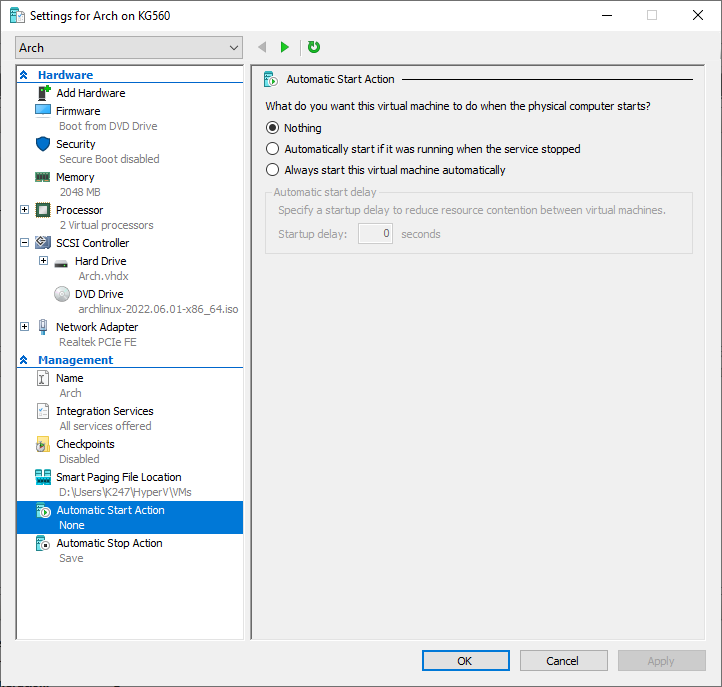 Settings for Arch on KG560
Arch
Hardware
Add Hardware
Firmware
Boot from DVD Drive
Security
Secure Boot disabled
Memory
2048 MB
Processor
2 Virtual processors
SCSI Controller
Hard Drive
Arch.vhdx
DVD Drive
archlinux-2022.06.01-x86_64.iso
Network Adapter
Realtek PCIe FE
Management
Name
Arch
Integration Services
All services offered
Checkpoints
Disabled
Smart Paging File Location
D:\Users\K247\HyperV\VMs
Automatic Start Action
None
Automatic Stop Action
Save
Automatic Start Action
What do you want this virtual machine to do when the physical computer starts?
Nothing
Automatically start if it was running when the service stopped
Always start this virtual machine automatically
Automatic start delay
Specify a startup delay to reduce resource contention between virtual machines.
Startup delay: 0 seconds
OK Cancel Apply